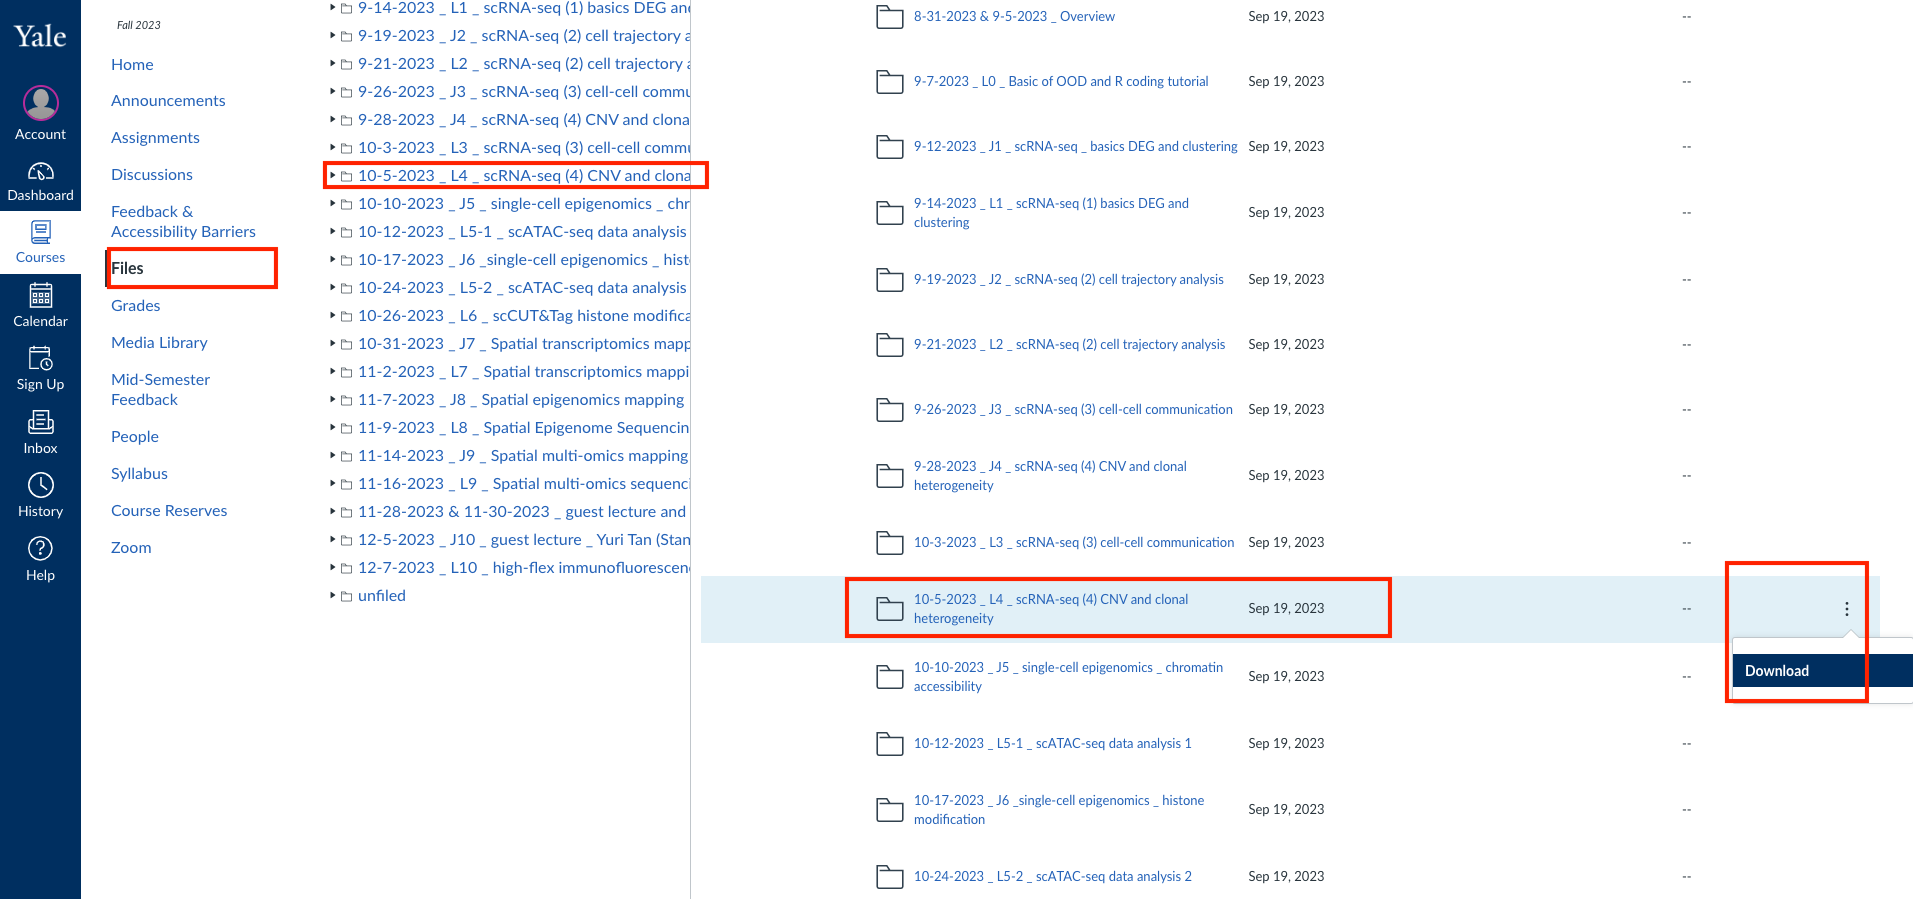 Yale
Account
Dashboard
Courses
Calendar
Sign Up
Inbox
History
Help
Fall 2023
Home
Announcements
Assignments
Discussions
Feedback &
Accessibility Barriers
Files
Grades
Media Library
Mid-Semester
Feedback
People
Syllabus
Course Reserves
Zoom
9-14-2023 _ L1 _ scRNA-seq (1) basics DEG an
9-19-2023 _ J2 _ scRNA-seq (2) cell trajectory a
9-21-2023 _ L2 _ scRNA-seq (2) cell trajectory a
9-26-2023 _ J3 _ scRNA-seq (3) cell-cell commu
9-28-2023 _ J4 _ scRNA-seq (4) CNV and clona
10-3-2023 _ L3 _ scRNA-seq (3) cell-cell commu
10-5-2023 _ L4 _ scRNA-seq (4) CNV and clona
10-10-2023 _ J5 _ single-cell epigenomics _ chr
10-12-2023 _ L5-1 _ scATAC-seq data analysis
10-17-2023 _ J6 _single-cell epigenomics _ hist
10-24-2023 _ L5-2 _ scATAC-seq data analysis
10-26-2023 _ L6 _ scCUT&Tag histone modifica
10-31-2023 _ J7 _ Spatial transcriptomics mapp
11-2-2023 _ L7 _ Spatial transcriptomics mappi
11-7-2023 _ J8 _ Spatial epigenomics mapping
11-9-2023 _ L8 _ Spatial Epigenome Sequencin
11-14-2023 _ J9 _ Spatial multi-omics mapping
11-16-2023 _ L9 _ Spatial multi-omics sequenc
11-28-2023 & 11-30-2023 _ guest lecture and
12-5-2023 _ J10 _ guest lecture _ Yuri Tan (Stan
12-7-2023 _ L10 _ high-flex immunofluorescen
unfiled
8-31-2023 & 9-5-2023 _ Overview Sep 19, 2023 --
9-7-2023 _ L0 _ Basic of OOD and R coding tutorial Sep 19, 2023 --
9-12-2023 _ J1 _ scRNA-seq _ basics DEG and clustering Sep 19, 2023 --
9-14-2023 _ L1 _ scRNA-seq (1) basics DEG and
clustering Sep 19, 2023 --
9-19-2023 _ J2 _ scRNA-seq (2) cell trajectory analysis Sep 19, 2023 --
9-21-2023 _ L2 _ scRNA-seq (2) cell trajectory analysis Sep 19, 2023 --
9-26-2023 _ J3 _ scRNA-seq (3) cell-cell communication Sep 19, 2023 --
9-28-2023 _ J4 _ scRNA-seq (4) CNV and clonal
heterogeneity Sep 19, 2023 --
10-3-2023 _ L3 _ scRNA-seq (3) cell-cell communication Sep 19, 2023 --
10-5-2023 _ L4 _ scRNA-seq (4) CNV and clonal
heterogeneity Sep 19, 2023 --
Download
10-10-2023 _ J5 _ single-cell epigenomics _ chromatin
accessibility Sep 19, 2023 --
10-12-2023 _ L5-1 _ scATAC-seq data analysis 1 Sep 19, 2023 --
10-17-2023 _ J6 _single-cell epigenomics _ histone
modification Sep 19, 2023 --
10-24-2023 _ L5-2 _ scATAC-seq data analysis 2 Sep 19, 2023 --